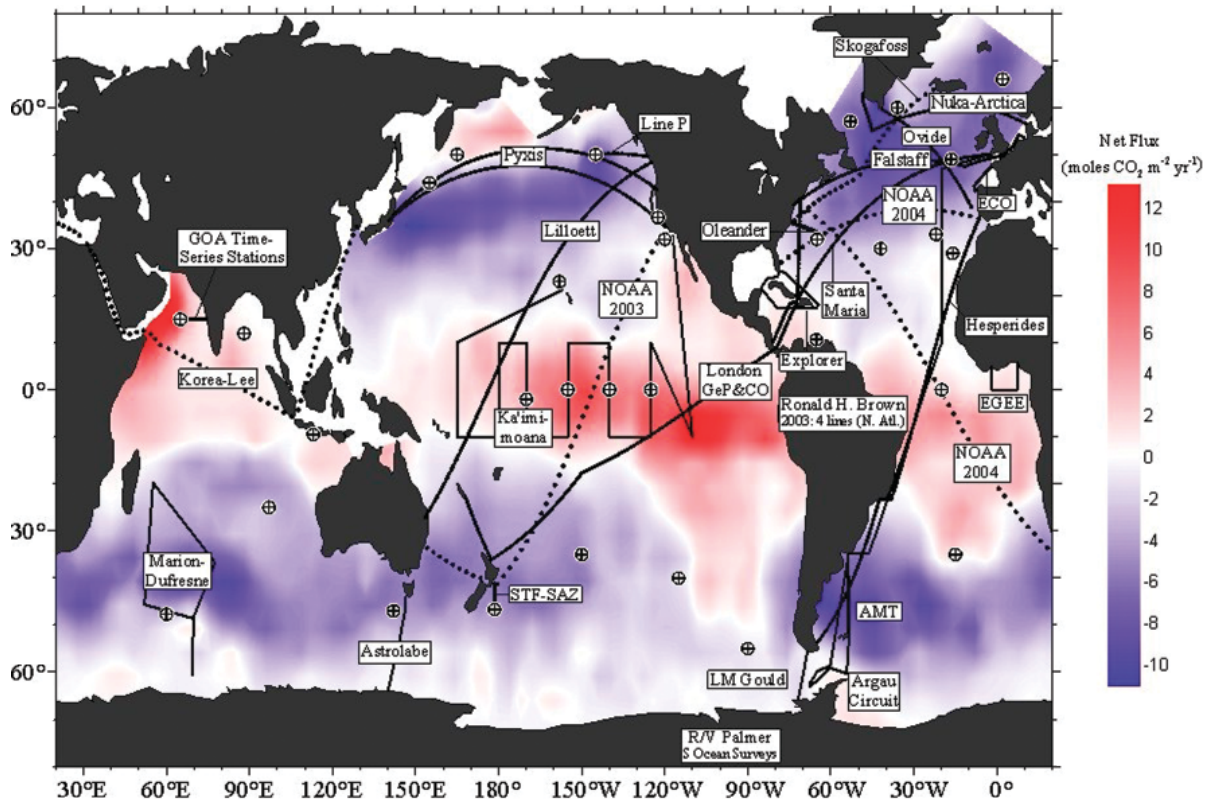 Skogafoss
Nuka-Arctica
60°
Line P
Ovide
Net Flux
(moles CO₂ m⁻² yr⁻¹)
Pyxis
Falstaff
NOAA
2004
ECO
12
10
8
6
4
2
0
-2
-4
-6
-8
-10
GOA Time-
Series Stations
Lilloett
Oleander
30°
NOAA
2003
Santa
Maria
Hesperides
Explorer
Korea-Lee
London
GeP&CO
0°
Ka'imi-
moana
Ronald H. Brown
2003: 4 lines (N. Atl.)
EGEE
NOAA
2004
30°
Marion-
Dufresne
STF-SAZ
AMT
Astrolabe
60°
LM Gould
Argau
Circuit
R/V Palmer
S Ocean Surveys
30°E
60°E
90°E
120°E
150°E
180°
150°W
120°W
90°W
60°W
30°W
0°